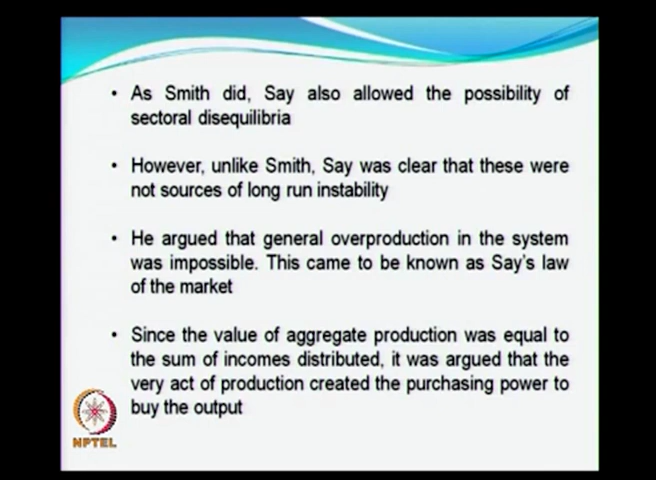 • As Smith did, Say also allowed the possibility of
sectoral disequilibria
• However, unlike Smith, Say was clear that these were
not sources of long run instability
• He argued that general overproduction in the system
was impossible. This came to be known as Say's law
of the market
• Since the value of aggregate production was equal to
the sum of incomes distributed, it was argued that the
very act of production created the purchasing power to
buy the output
NPTEL